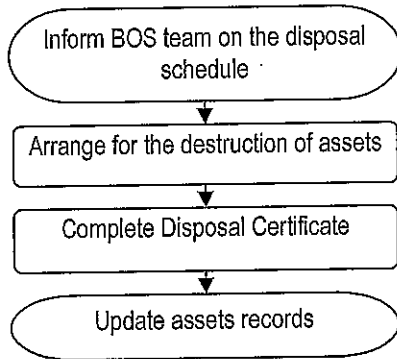 Inform BOS team on the disposal
schedule
Arrange for the destruction of assets
Complete Disposal Certificate
Update assets records